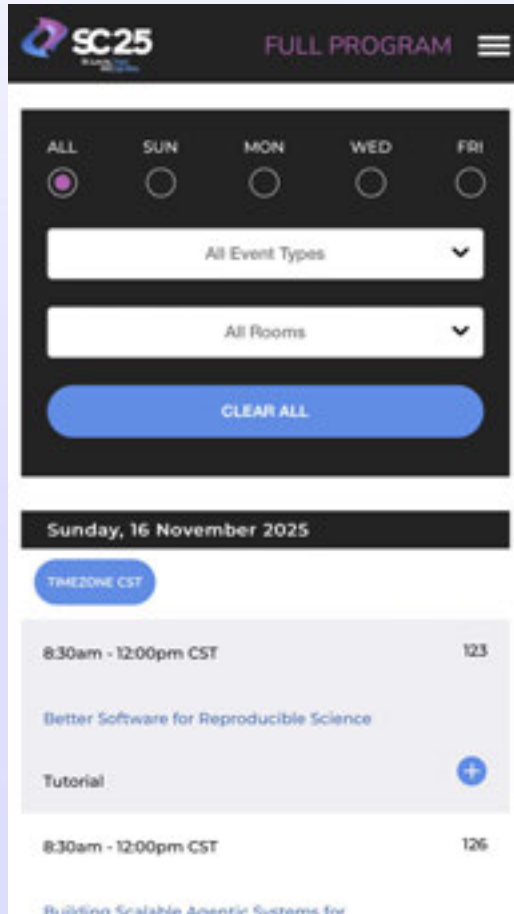 SC25
FULL PROGRAM
ALL SUN MON WED FRI
All Event Types
All Rooms
CLEAR ALL
Sunday, 16 November 2025
TIMEZONE CST
8:30am - 12:00pm CST 123
Better Software for Reproducible Science
Tutorial
8:30am - 12:00pm CST 126
Building Scalable Agentic Systems for